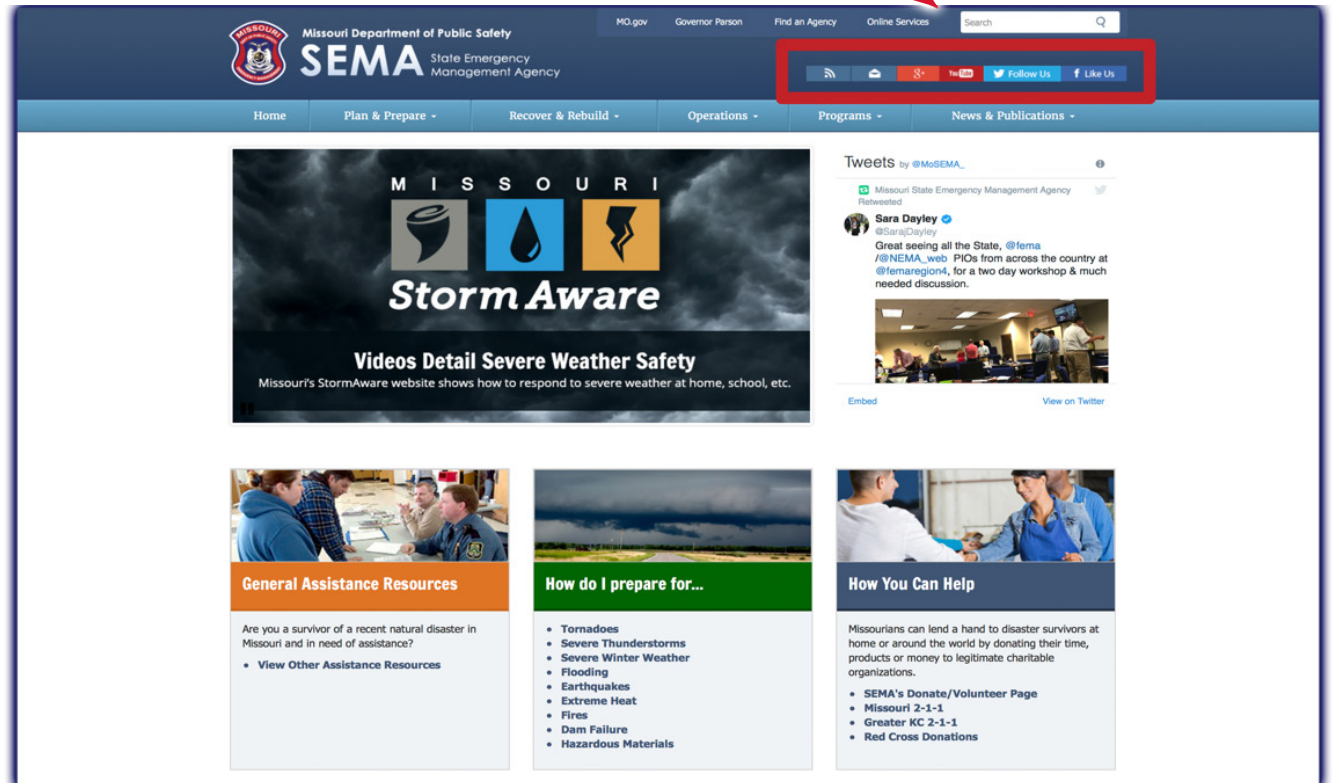 MO.gov Governor Parson Find an Agency Online Services Search
Missouri Department of Public Safety
SEMA State Emergency
Management Agency
8+ You Tube Follow Us f Like Us
Home Plan & Prepare Recover & Rebuild Operations Programs News & Publications
MISSOURI
Storm Aware
Videos Detail Severe Weather Safety
Missouri's StormAware website shows how to respond to severe weather at home, school, etc.
Tweets by @MoSEMA_
Missouri State Emergency Management Agency
Retweeted
Sara Dayley
@SarajDayley
Great seeing all the State, @fema
/@NEMA_web PIOs from across the country at
@femaregion4, for a two day workshop & much
needed discussion.
Embed View on Twitter
General Assistance Resources
Are you a survivor of a recent natural disaster in
Missouri and in need of assistance?
• View Other Assistance Resources
How do I prepare for...
• Tornadoes
• Severe Thunderstorms
• Severe Winter Weather
• Flooding
• Earthquakes
• Extreme Heat
• Fires
• Dam Failure
• Hazardous Materials
How You Can Help
Missourians can lend a hand to disaster survivors at
home or around the world by donating their time,
products or money to legitimate charitable
organizations.
• SEMA's Donate/Volunteer Page
• Missouri 2-1-1
• Greater KC 2-1-1
• Red Cross Donations